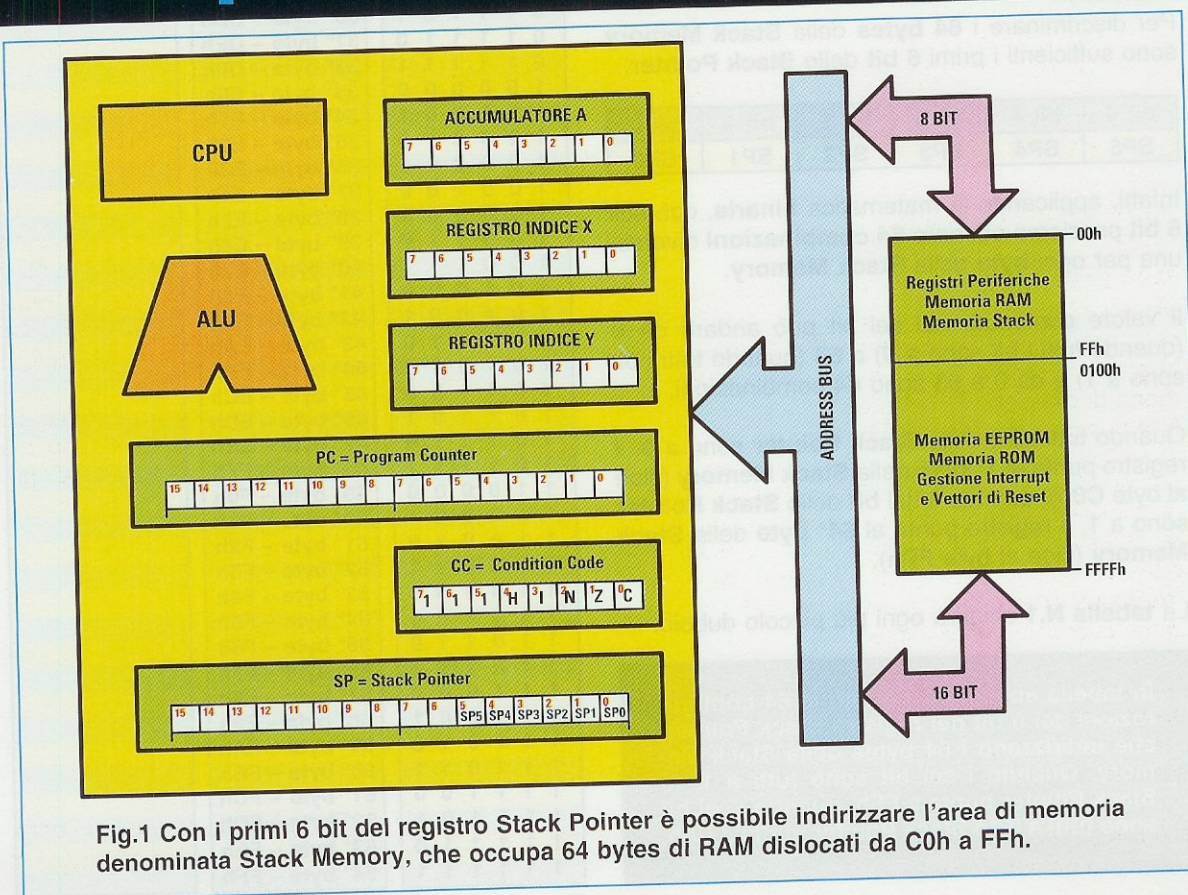 CPU
ALU
ACCUMULATORE A
7 6 5 4 3 2 1 0
REGISTRO INDICE X
7 6 5 4 3 2 1 0
REGISTRO INDICE Y
7 6 5 4 3 2 1 0
PC = Program Counter
15 14 13 12 11 10 9 8 7 6 5 4 3 2 1 0
CC = Condition Code
7 6 5 4 3 2 1 0
1 1 1 H I N Z C
SP = Stack Pointer
15 14 13 12 11 10 9 8 7 6 5 4 3 2 1 0
SP5 SP4 SP3 SP2 SP1 SP0
ADDRESS BUS
8 BIT
00h
Registri Periferiche
Memoria RAM
Memoria Stack
FFh
0100h
Memoria EEPROM
Memoria ROM
Gestione Interrupt
e Vettori di Reset
FFFFh
16 BIT
Fig.1 Con i primi 6 bit del registro Stack Pointer è possibile indirizzare l'area di memoria
denominata Stack Memory, che occupa 64 bytes di RAM dislocati da C0h a FFh.